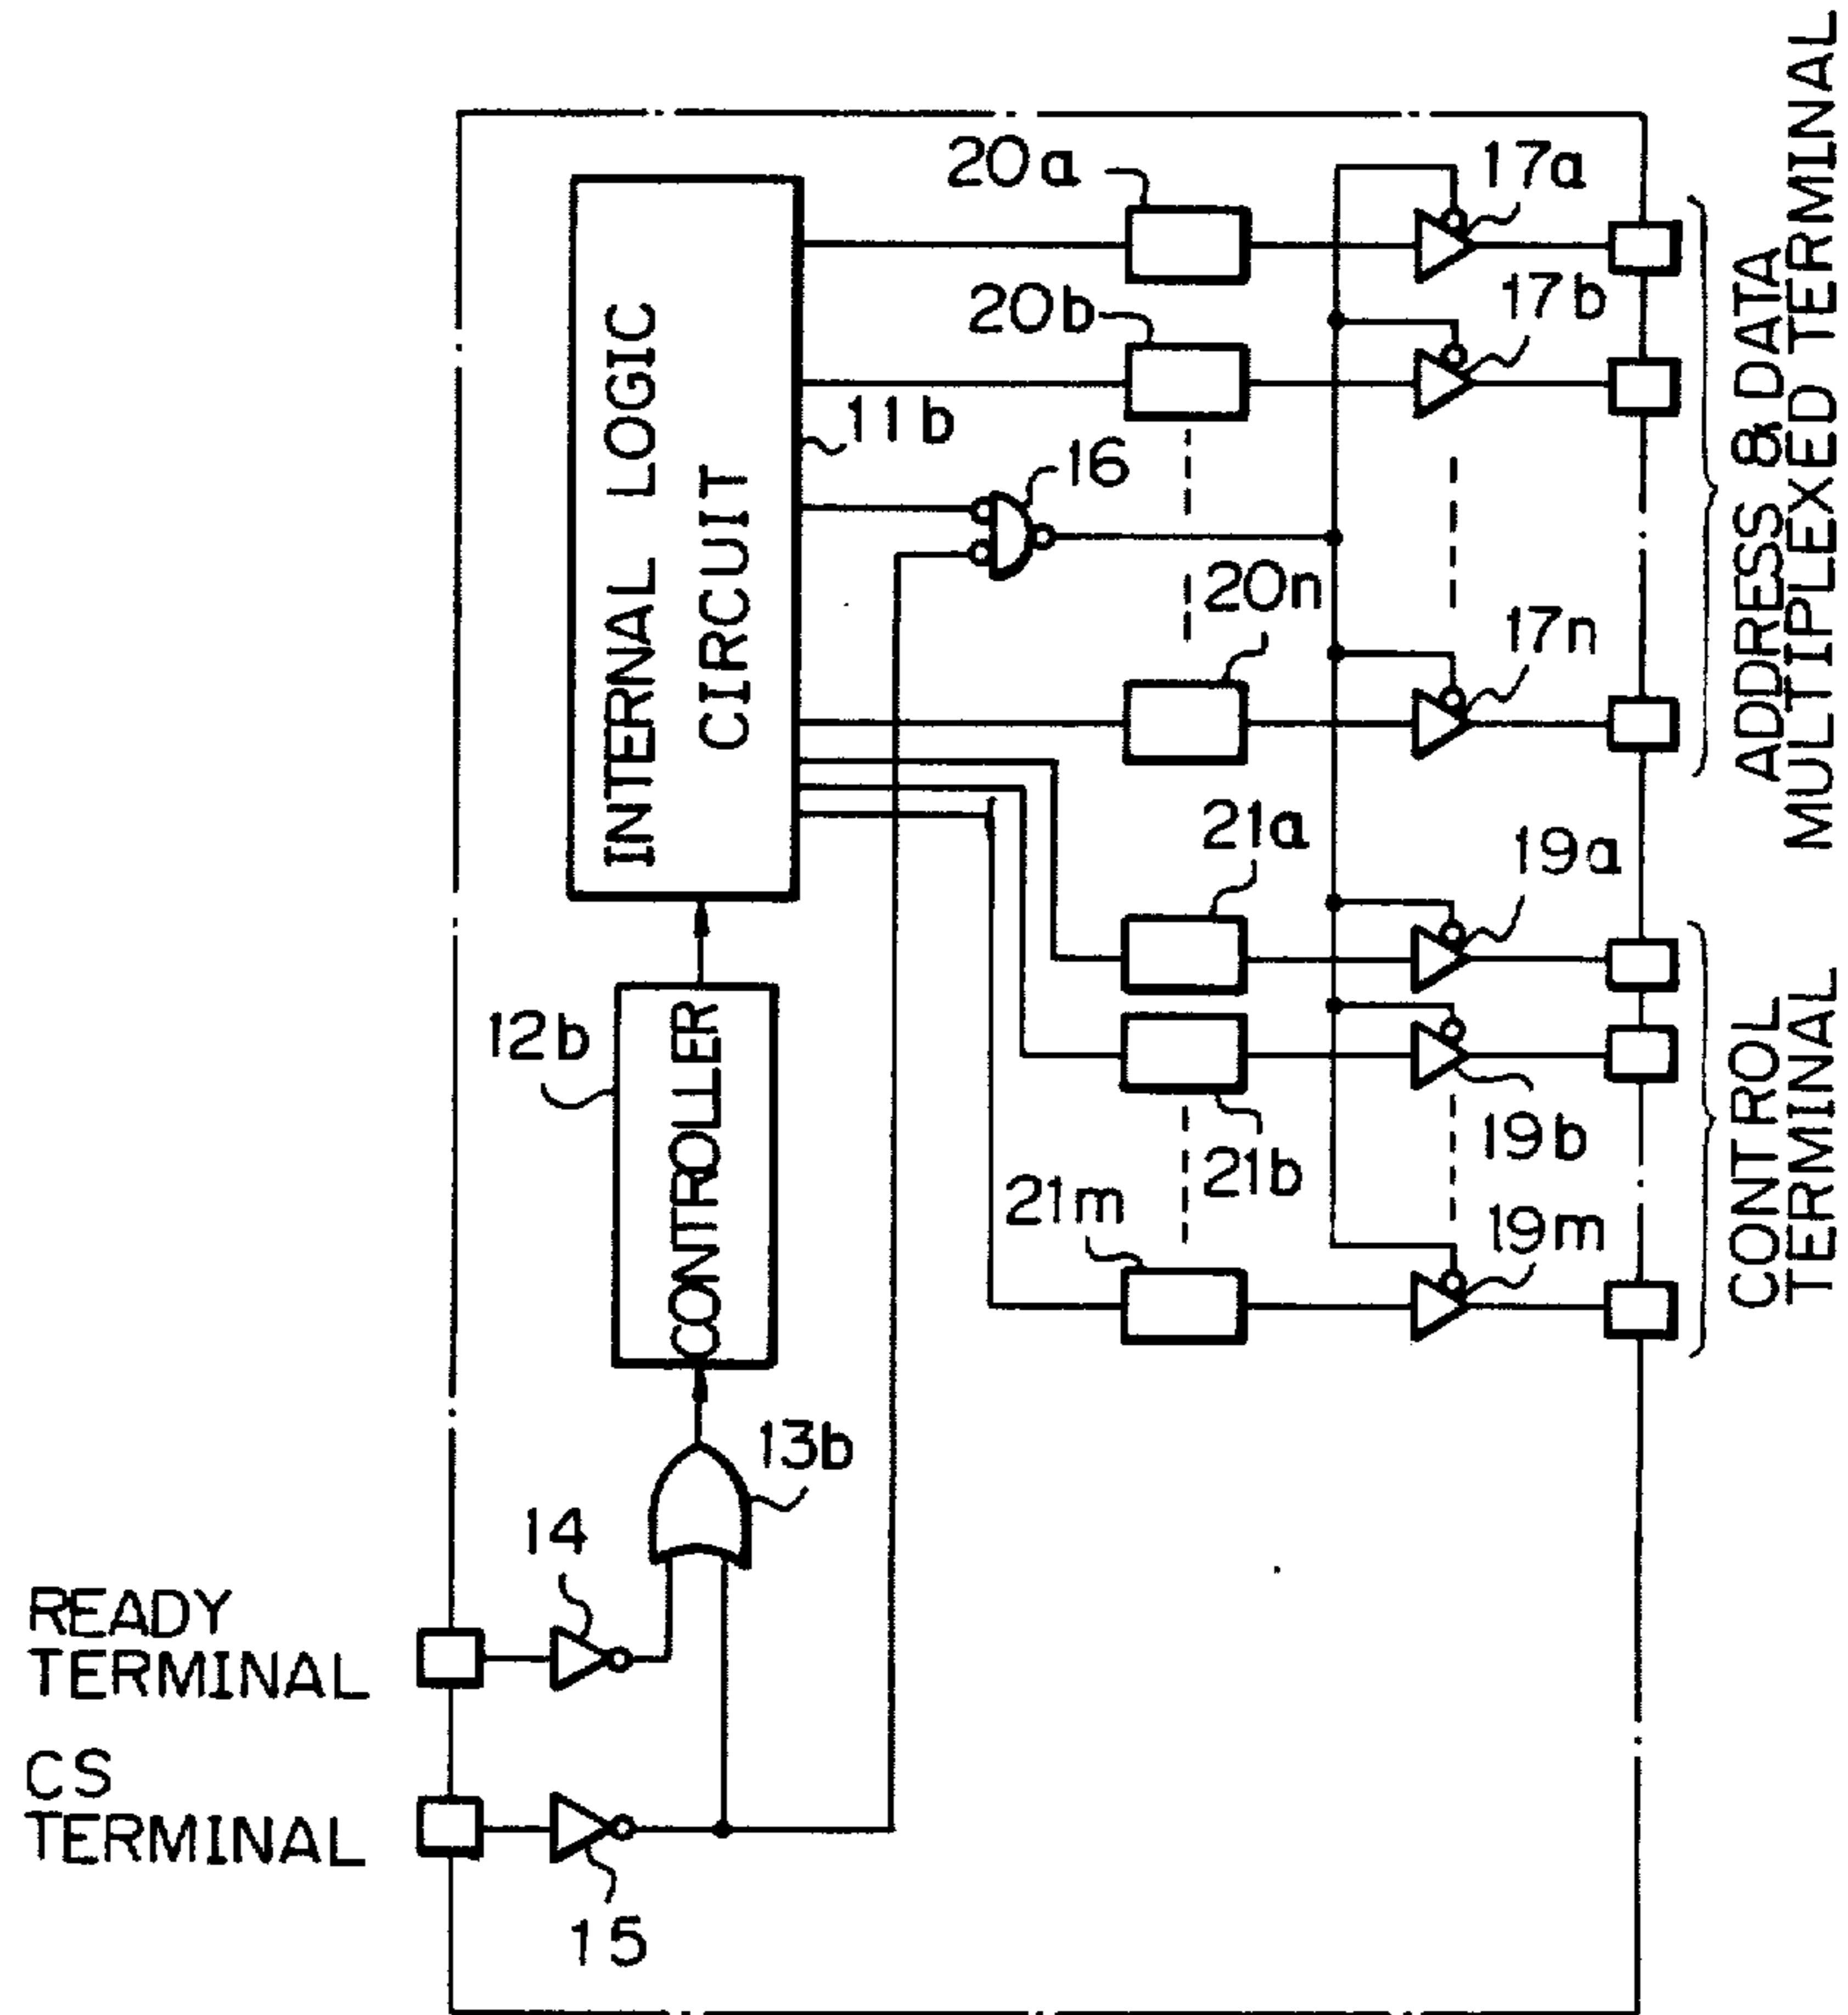 20a
17a
20b
17b
INTERNAL LOGIC
CIRCUIT
11b
16
20n
17n
ADDRESS & DATA
MULTIPLEXED TERMINAL
21a
19a
12b
CONTROLLER
21b
19b
21m
19m
CONTROL
TERMINAL
13b
14
READY
TERMINAL
CS
TERMINAL
15